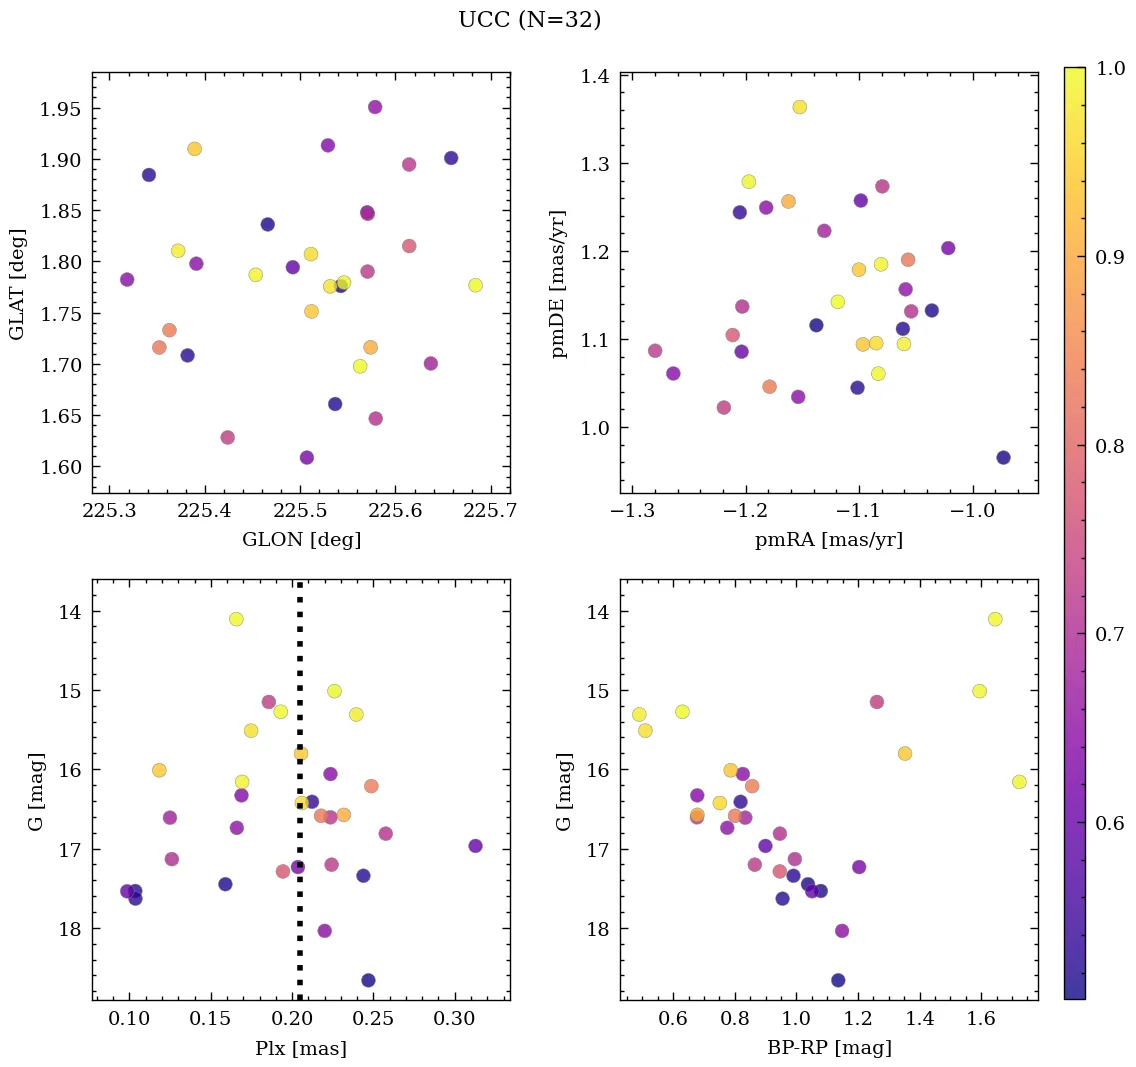 UCC (N=32)
1.95
1.90
1.85
1.80
1.75
1.70
1.65
1.60
GLAT [deg]
225.3 225.4 225.5 225.6 225.7
GLON [deg]
1.4
1.3
1.2
1.1
1.0
pmDE [mas/yr]
−1.3 −1.2 −1.1 −1.0
pmRA [mas/yr]
14
15
16
17
18
G [mag]
0.10 0.15 0.20 0.25 0.30
Plx [mas]
14
15
16
17
18
G [mag]
0.6 0.8 1.0 1.2 1.4 1.6
BP-RP [mag]
1.0
0.9
0.8
0.7
0.6